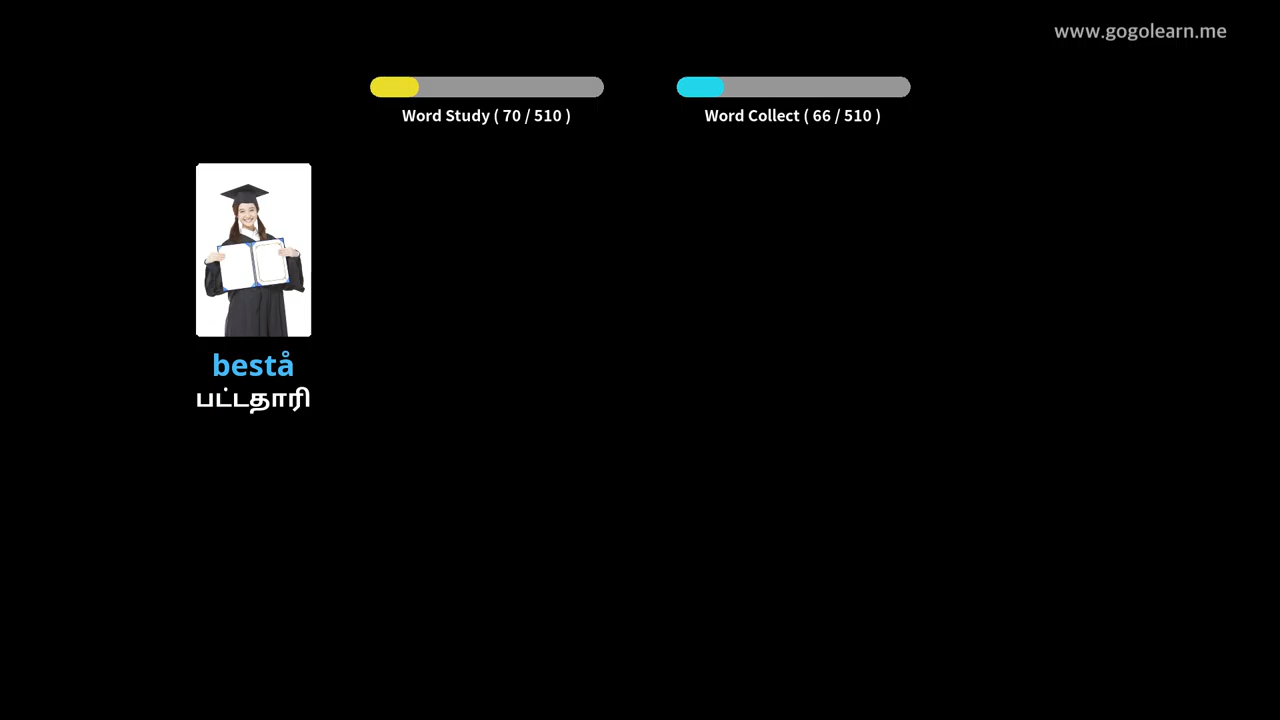 www.gogolearn.me
Word Study ( 70 / 510 )
Word Collect ( 66 / 510 )
bestå
பட்டதாரி